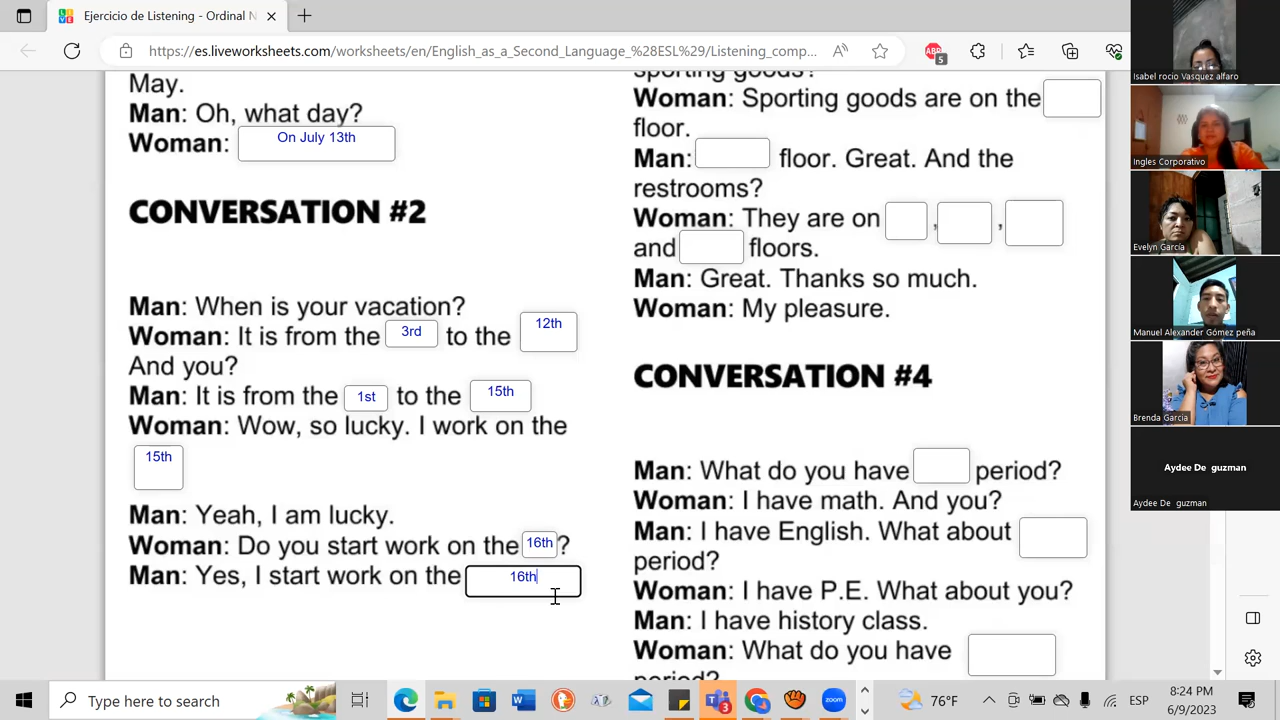 Ejercicio de Listening - Ordinal N
https://es.liveworksheets.com/worksheets/en/English_as_a_Second_Language_%28ESL%29/Listening_comp...
5
May.
Man: Oh, what day?
Woman: On July 13th
CONVERSATION #2
Man: When is your vacation?
Woman: It is from the 3rd to the 12th
And you?
Man: It is from the 1st to the 15th
Woman: Wow, so lucky. I work on the
15th
Man: Yeah, I am lucky.
Woman: Do you start work on the 16th?
Man: Yes, I start work on the 16th
sporting goods?
Woman: Sporting goods are on the
floor.
Man: floor. Great. And the
restrooms?
Woman: They are on , ,
and floors.
Man: Great. Thanks so much.
Woman: My pleasure.
CONVERSATION #4
Man: What do you have period?
Woman: I have math. And you?
Man: I have English. What about
period?
Woman: I have P.E. What about you?
Man: I have history class.
Woman: What do you have
period?
Isabel rocio Vasquez alfaro
Ingles Corporativo
Evelyn García
Manuel Alexander Gómez peña
Brenda Garcia
Aydee De guzman
Aydee De guzman
Type here to search
3
zoom
76°F
ESP
8:24 PM
6/9/2023